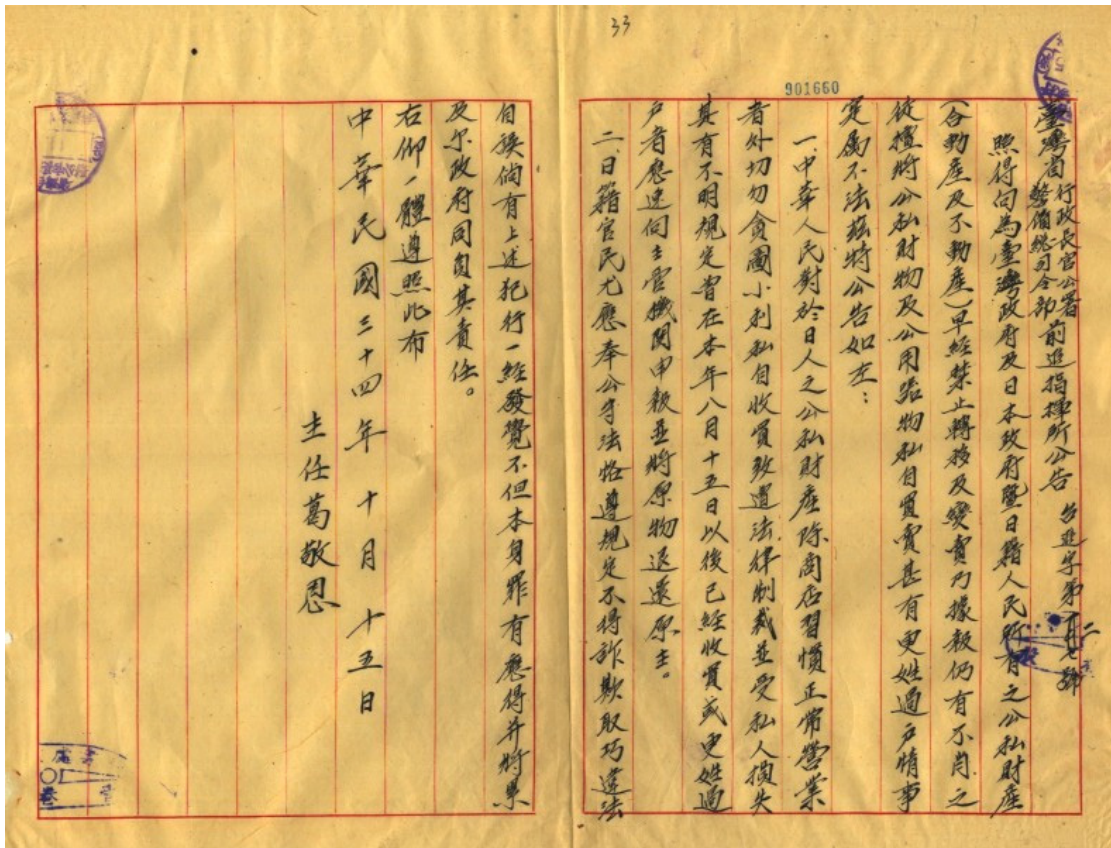 33
901660
臺灣省行政長官公署警備總司令部前進指揮所公告 台進字第 號
照得向為臺灣政府及日本政府暨日籍人民所有之公私財產
(合動產及不動產)早經禁止轉移及變賣乃據報仍有不肖之
徒擅將公私財物及公用器物私自買賣甚有更姓過戶情事
定屬不法茲特公告如左:
一、中華人民對於日人之公私財產除商店習慣正常營業
者外切勿貪圖小利私自收買致遭法律制裁並受私人損失
其有不明規定者在本年八月十五日以後已經收買或更姓過
戶者應速向主管機關申報並將原物退還原主。
二、日籍官民尤應奉公守法恪遵規定不得詐欺取巧違法
自誤倘有上述犯行一經發覺不但本身罪有應得并將累
及尔政府同負其責任。
右仰一體遵照此布
中華民國三十四年十月十五日
主任葛敬恩